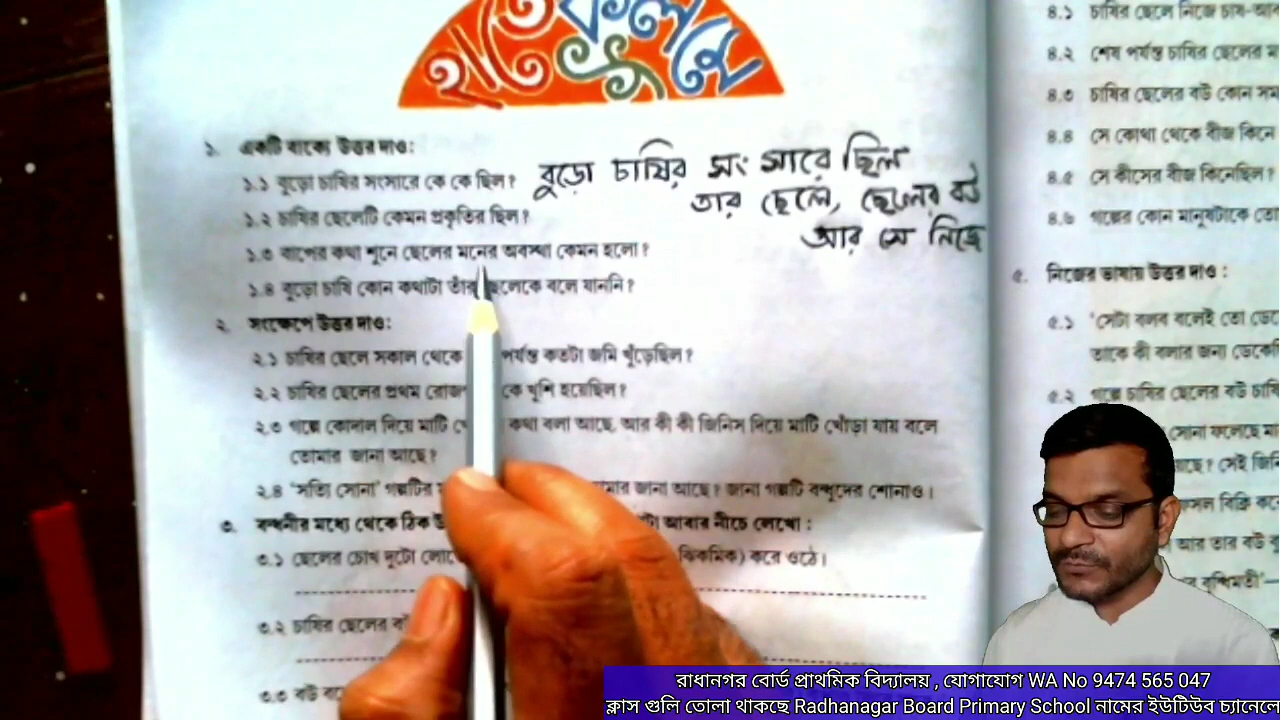 হাতে কলমে
১. একটি বাক্যে উত্তর দাও:
১.১ বুড়ো চাষির সংসারে কে কে ছিল?
বুড়ো চাষির সংসারে ছিল
তার ছেলে, ছেলের বউ
আর সে নিজে
১.২ চাষির ছেলেটি কেমন প্রকৃতির ছিল?
১.৩ বাপের কথা শুনে ছেলের মনের অবস্থা কেমন হলো?
১.৪ বুড়ো চাষি কোন কথাটা তাঁর ছেলেকে বলে যাননি?
২. সংক্ষেপে উত্তর দাও:
২.১ চাষির ছেলে সকাল থেকে পর্যন্ত কতটা জমি খুঁড়েছিল?
২.২ চাষির ছেলের প্রথম কে খুশি হয়েছিল?
২.৩ গল্পে কোদাল দিয়ে মাটি কথা বলা আছে, আর কী কী জিনিস দিয়ে মাটি খোঁড়া যায় বলে
তোমার জানা আছে?
২.৪ 'সত্যি সোনা' গল্পটির জানা আছে? জানা গল্পটি বন্ধুদের শোনাও।
৩. বন্ধনীর মধ্যে থেকে ঠিক আবার নীচে লেখো :
৩.১ ছেলের চোখ দুটো ঝিকমিক) করে ওঠে।
৩.২ চাষির ছেলের
৩.৩ বউ
৪.১ চাষির ছেলে নিজে
৪.২ শেষ পর্যন্ত চাষির ছেলের
৪.৩ চাষির ছেলের বউ কোন
৪.৪ সে কোথা থেকে বীজ কিনে
৪.৫ সে কীসের বীজ কিনেছিল?
৪.৬ গল্পের কোন মানুষটাকে
৫. নিজের ভাষায় উত্তর দাও :
৫.১ 'সেটা বলব বলেই তো
তাকে কী বলার জন্য
৫.২ গল্পে চাষির ছেলের বউ
সোনা ফলেছে
সেই
বিক্রি
আর তার বউ
রাধানগর বোর্ড প্রাথমিক বিদ্যালয় , যোগাযোগ WA No 9474 565 047
ক্লাস গুলি তোলা থাকছে Radhanagar Board Primary School নামের ইউটিউব চ্যানেলে